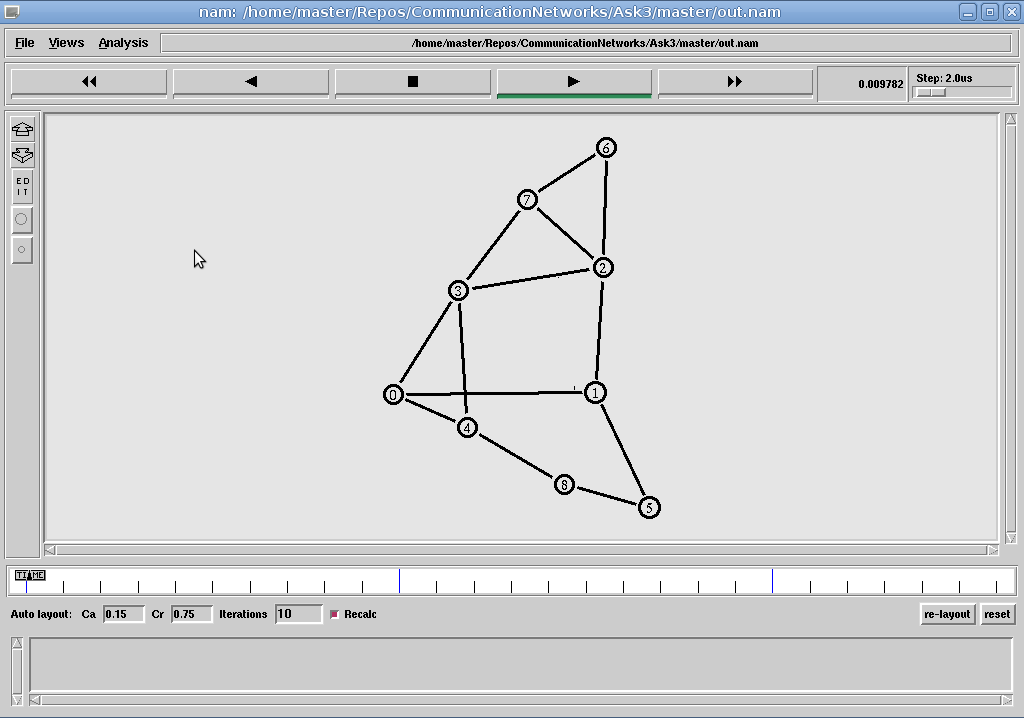 nam: /home/master/Repos/CommunicationNetworks/Ask3/master/out.nam
File Views Analysis /home/master/Repos/CommunicationNetworks/Ask3/master/out.nam
0.009782 Step: 2.0us
ED
IT
6
7
2
3
0
1
4
8
5
TIME
Auto layout: Ca 0.15 Cr 0.75 Iterations 10 Recalc re-layout reset